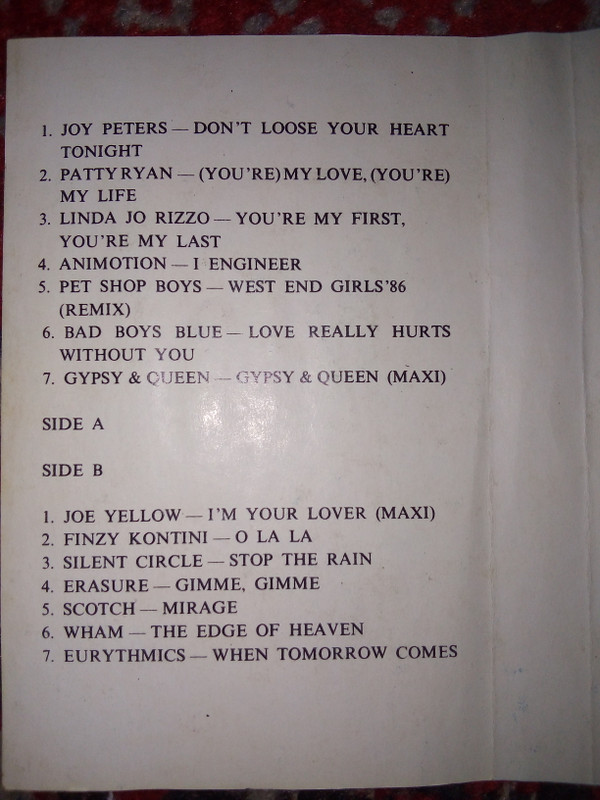 1. JOY PETERS — DON'T LOOSE YOUR HEART
TONIGHT
2. PATTY RYAN — (YOU'RE) MY LOVE, (YOU'RE)
MY LIFE
3. LINDA JO RIZZO — YOU'RE MY FIRST,
YOU'RE MY LAST
4. ANIMOTION — I ENGINEER
5. PET SHOP BOYS — WEST END GIRLS'86
(REMIX)
6. BAD BOYS BLUE — LOVE REALLY HURTS
WITHOUT YOU
7. GYPSY & QUEEN — GYPSY & QUEEN (MAXI)
SIDE A
SIDE B
1. JOE YELLOW — I'M YOUR LOVER (MAXI)
2. FINZY KONTINI — O LA LA
3. SILENT CIRCLE — STOP THE RAIN
4. ERASURE — GIMME, GIMME
5. SCOTCH — MIRAGE
6. WHAM — THE EDGE OF HEAVEN
7. EURYTHMICS — WHEN TOMORROW COMES